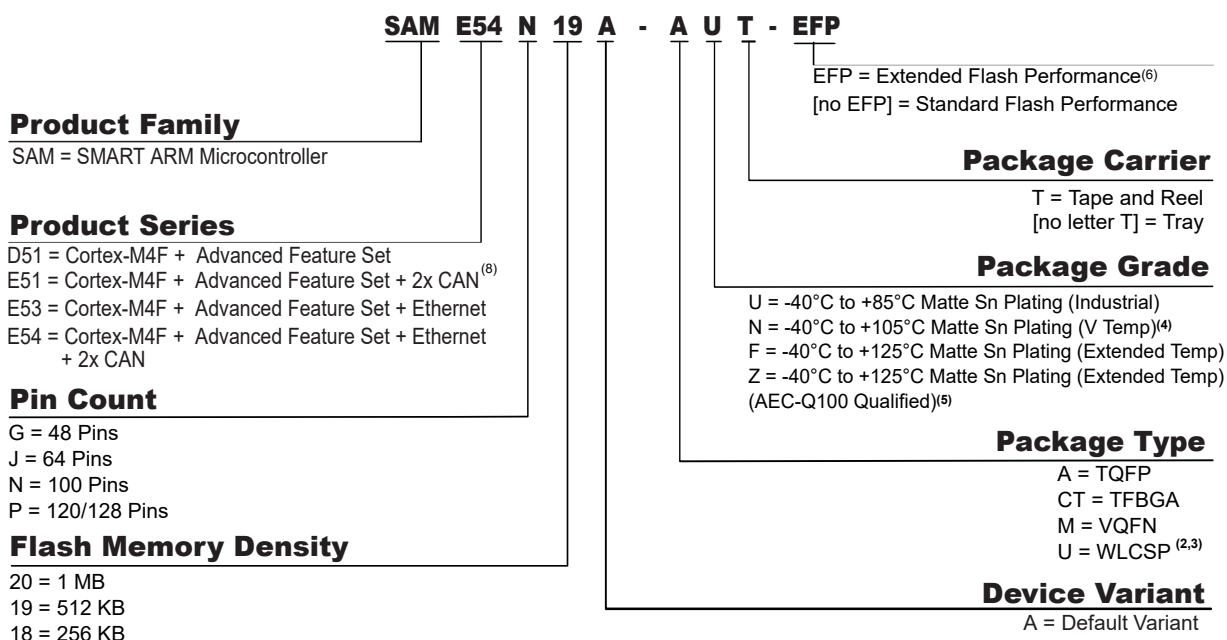 SAM E54 N 19 A - A U T - EFP
EFP = Extended Flash Performance(6)
[no EFP] = Standard Flash Performance
Product Family
SAM = SMART ARM Microcontroller
Package Carrier
T = Tape and Reel
[no letter T] = Tray
Product Series
D51 = Cortex-M4F + Advanced Feature Set
E51 = Cortex-M4F + Advanced Feature Set + 2x CAN(8)
E53 = Cortex-M4F + Advanced Feature Set + Ethernet
E54 = Cortex-M4F + Advanced Feature Set + Ethernet
+ 2x CAN
Package Grade
U = -40°C to +85°C Matte Sn Plating (Industrial)
N = -40°C to +105°C Matte Sn Plating (V Temp)(4)
F = -40°C to +125°C Matte Sn Plating (Extended Temp)
Z = -40°C to +125°C Matte Sn Plating (Extended Temp)
(AEC-Q100 Qualified)(5)
Pin Count
G = 48 Pins
J = 64 Pins
N = 100 Pins
P = 120/128 Pins
Package Type
A = TQFP
CT = TFBGA
M = VQFN
U = WLCSP (2,3)
Flash Memory Density
20 = 1 MB
19 = 512 KB
18 = 256 KB
Device Variant
A = Default Variant